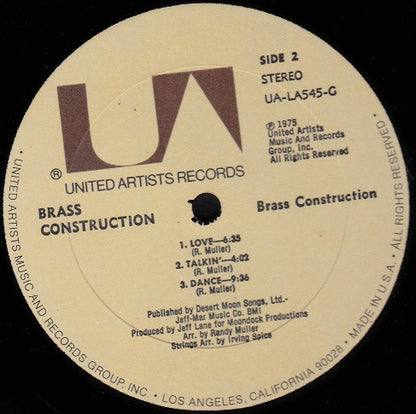 SIDE 2
STEREO
UA-LA545-G
℗ 1975
United Artists
Music And Records
Group, Inc.
All Rights Reserved
UA
®
UNITED ARTISTS RECORDS
BRASS
CONSTRUCTION
Brass Construction
1. LOVE—6:35
(R. Muller)
2. TALKIN'—4:02
(R. Muller)
3. DANCE—9:36
(R. Muller)
Published by Desert Moon Songs, Ltd.-
Jeff-Mar Music Co. BMI
Produced by Jeff Lane for Moondock Productions
Arr. by Randy Muller
Strings Arr. by Irving Spice
• UNITED ARTISTS MUSIC AND RECORDS GROUP, INC. • LOS ANGELES, CALIFORNIA 90028 • MADE IN U.S.A. • ALL RIGHTS RESERVED